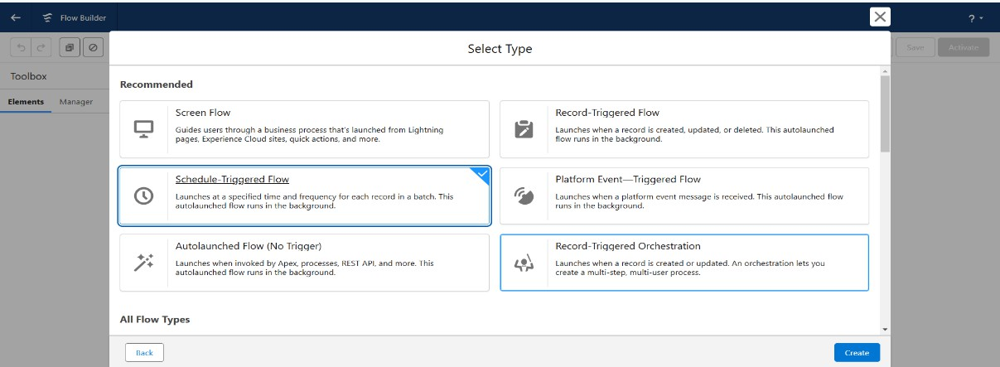 Flow Builder
?
Select Type
Save
Activate
Toolbox
Elements
Manager
Recommended
Screen Flow
Guides users through a business process that's launched from Lightning
pages, Experience Cloud sites, quick actions, and more.
Record-Triggered Flow
Launches when a record is created, updated, or deleted. This autolaunched
flow runs in the background.
Schedule-Triggered Flow
Launches at a specified time and frequency for each record in a batch. This
autolaunched flow runs in the background.
Platform Event—Triggered Flow
Launches when a platform event message is received. This autolaunched flow
runs in the background.
Autolaunched Flow (No Trigger)
Launches when invoked by Apex, processes, REST API, and more. This
autolaunched flow runs in the background.
Record-Triggered Orchestration
Launches when a record is created or updated. An orchestration lets you
create a multi-step, multi-user process.
All Flow Types
Back
Create